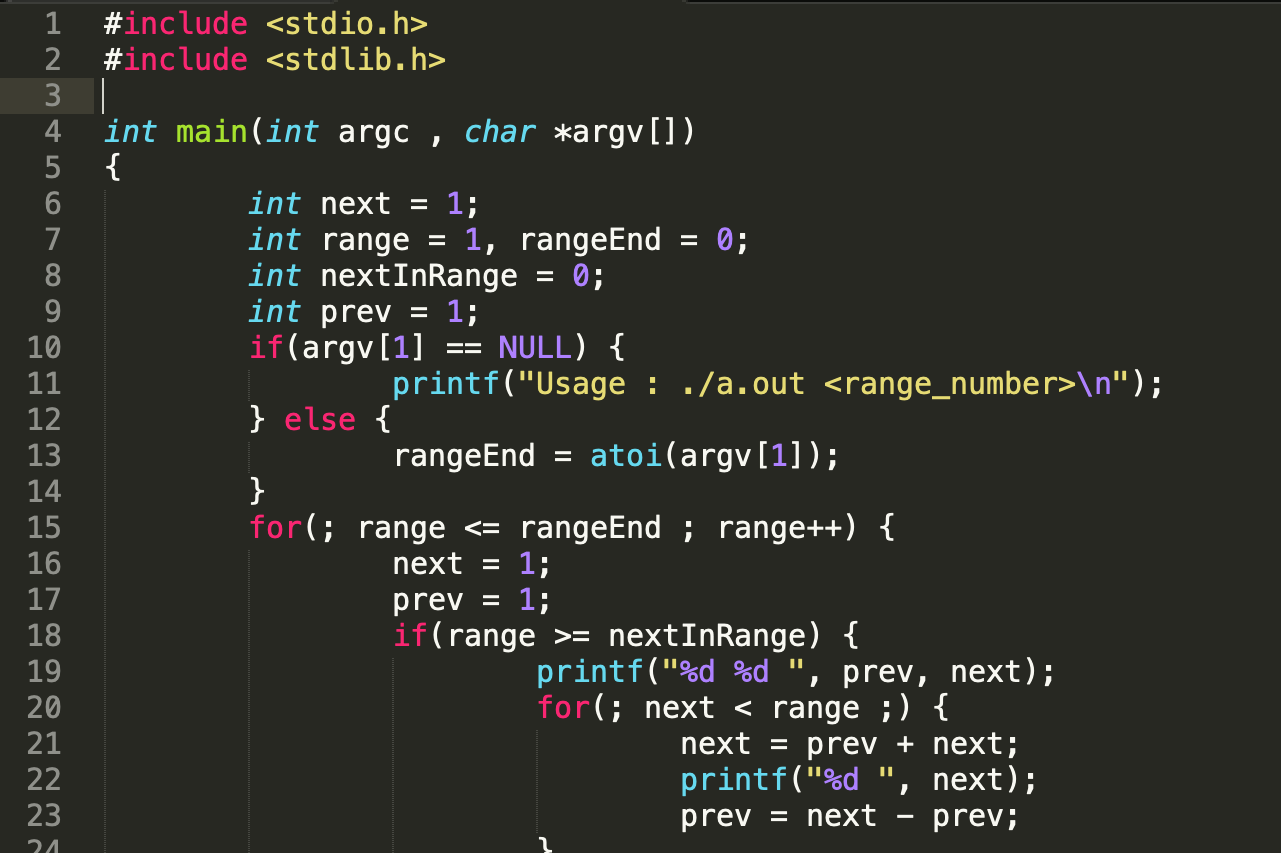 1 #include <stdio.h>
2 #include <stdlib.h>
3
4 int main(int argc , char *argv[])
5 {
6 int next = 1;
7 int range = 1, rangeEnd = 0;
8 int nextInRange = 0;
9 int prev = 1;
10 if(argv[1] == NULL) {
11 printf("Usage : ./a.out <range_number>\n");
12 } else {
13 rangeEnd = atoi(argv[1]);
14 }
15 for(; range <= rangeEnd ; range++) {
16 next = 1;
17 prev = 1;
18 if(range >= nextInRange) {
19 printf("%d %d ", prev, next);
20 for(; next < range ;) {
21 next = prev + next;
22 printf("%d ", next);
23 prev = next - prev;
24 }